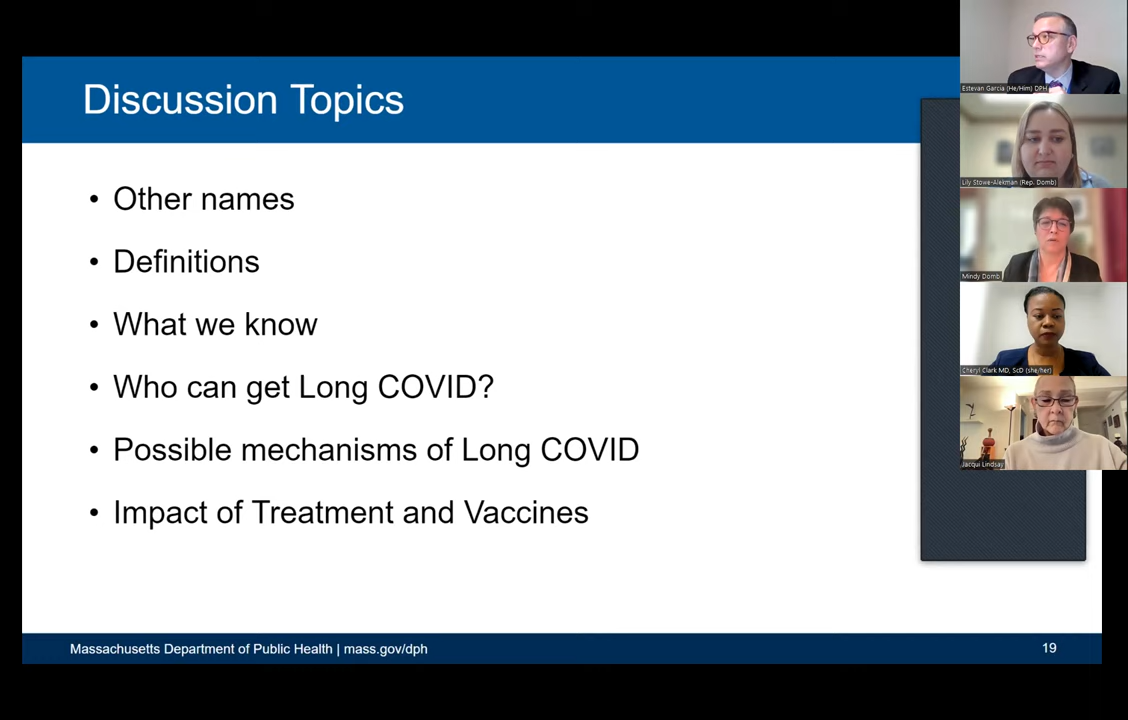 Discussion Topics
• Other names
• Definitions
• What we know
• Who can get Long COVID?
• Possible mechanisms of Long COVID
• Impact of Treatment and Vaccines
Massachusetts Department of Public Health | mass.gov/dph
19
Estevan Garcia (He/Him) DPH
Lily Stowe-Alekman (Rep. Domb)
Mindy Domb
Cheryl Clark MD, ScD (she/her)
Jacqui Lindsay